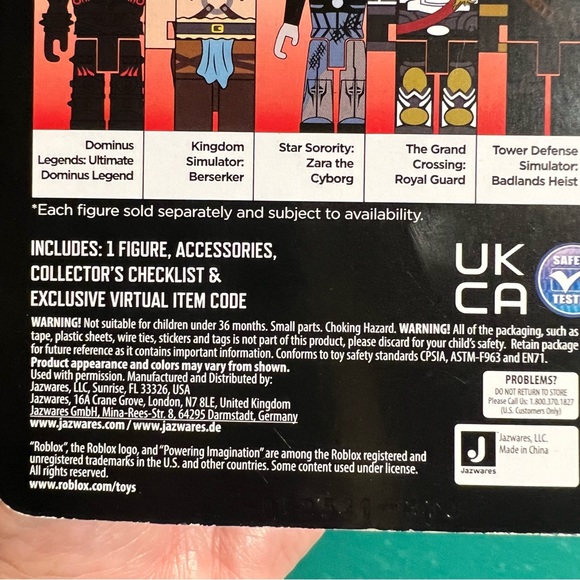 Dominus
Legends: Ultimate
Dominus Legend
Kingdom
Simulator:
Berserker
Star Sorority:
Zara the
Cyborg
The Grand
Crossing:
Royal Guard
Tower Defense
Simulator:
Badlands Heist
*Each figure sold separately and subject to availability.
INCLUDES: 1 FIGURE, ACCESSORIES,
COLLECTOR'S CHECKLIST &
EXCLUSIVE VIRTUAL ITEM CODE
UK
CA
SAFE
TEST
WARNING! Not suitable for children under 36 months. Small parts. Choking Hazard. WARNING! All of the packaging, such as
tape, plastic sheets, wire ties, stickers and tags is not part of this product, please discard for your child's safety. Retain package
for future reference as it contains important information. Conforms to toy safety standards CPSIA, ASTM-F963 and EN71.
Product appearance and colors may vary from shown.
Used with permission. Manufactured and Distributed by:
Jazwares, LLC, Sunrise, FL 33326, USA
Jazwares, 16A Crane Grove, London, N7 8LE, United Kingdom
Jazwares GmbH, Mina-Rees-Str. 8, 64295 Darmstadt, Germany
www.jazwares.com / www.jazwares.de
PROBLEMS?
DO NOT RETURN TO STORE
Please Call Us: 1.800.370.1827
(U.S. Customers Only)
"Roblox", the Roblox logo, and "Powering Imagination" are among the Roblox registered and
unregistered trademarks in the U.S. and other countries. Some content used under license.
All rights reserved.
www.roblox.com/toys
J
Jazwares
Jazwares, LLC.
Made in China